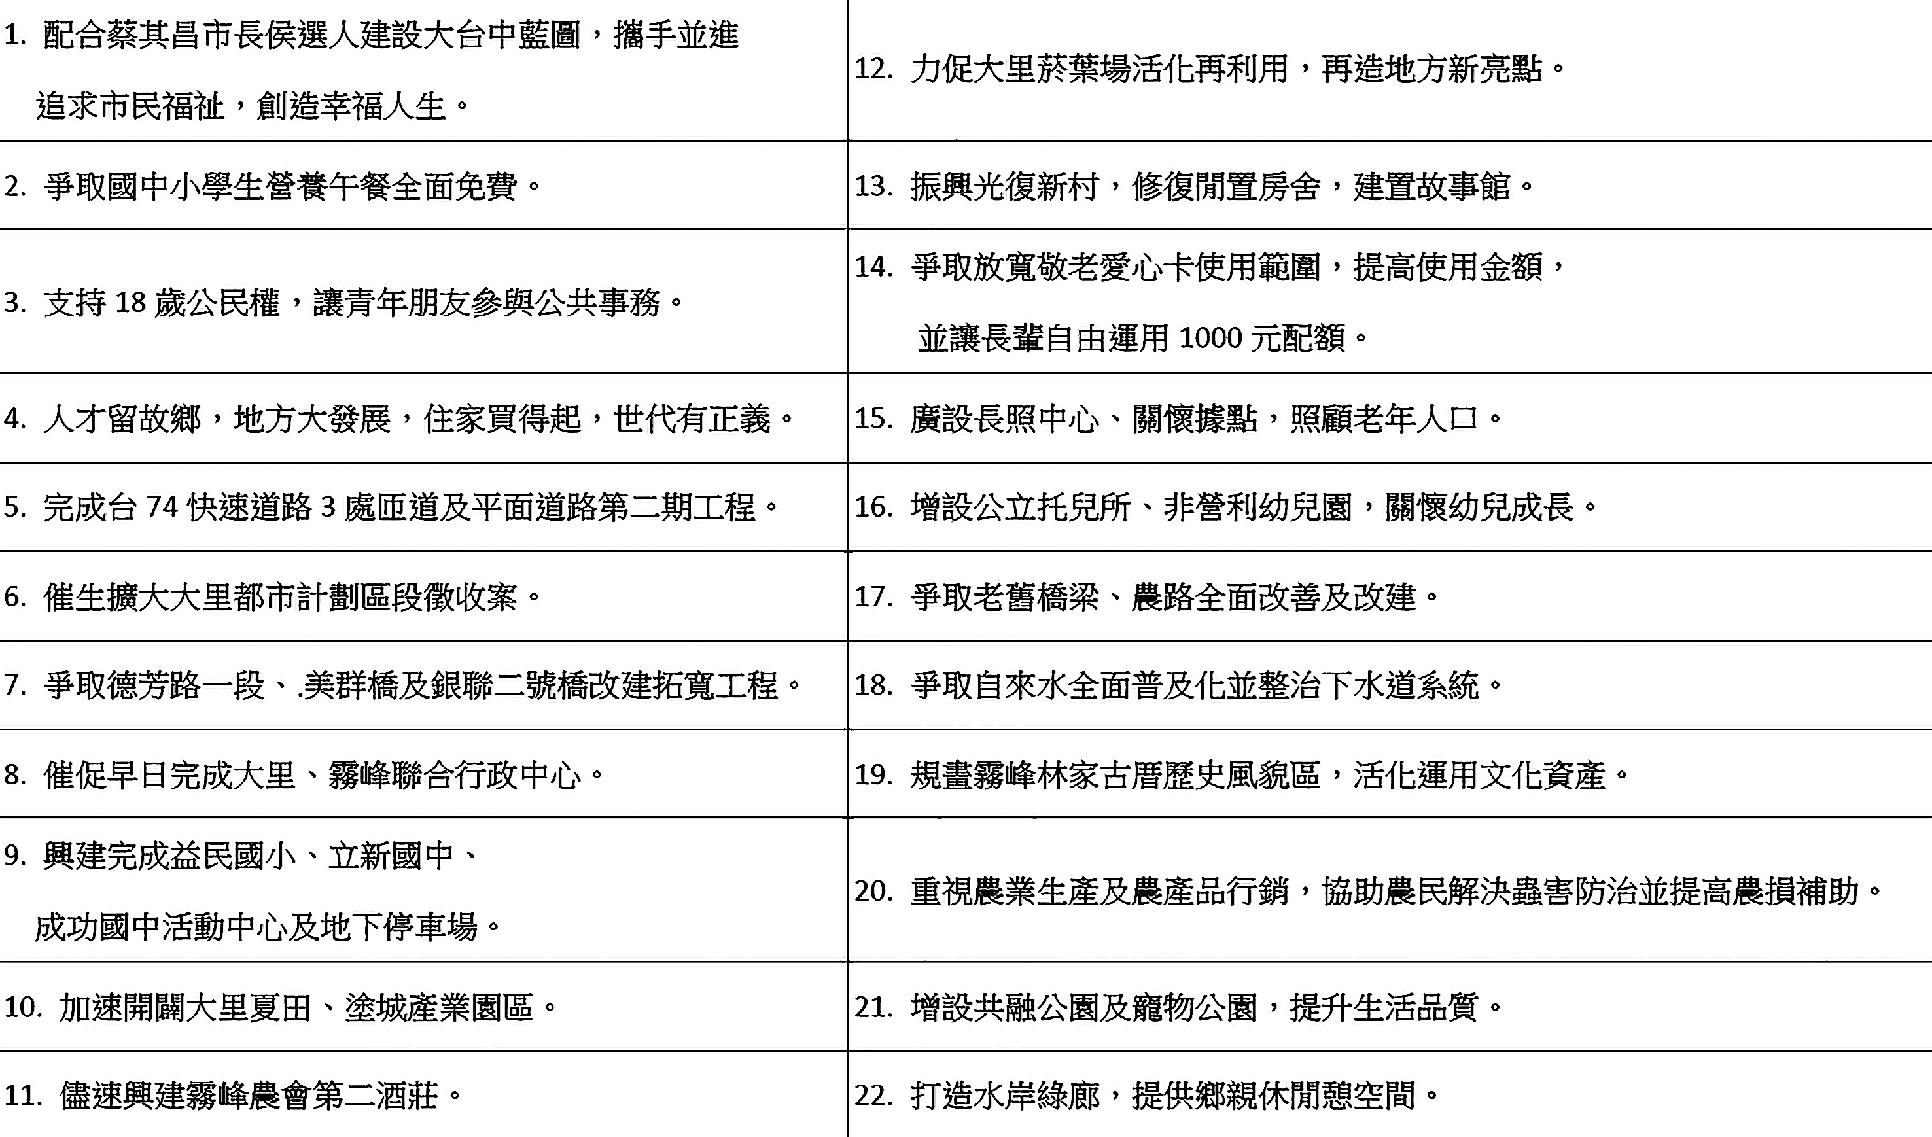 1. 配合蔡其昌市長侯選人建設大台中藍圖，攜手並進
追求市民福祉，創造幸福人生。
2. 爭取國中小學生營養午餐全面免費。
3. 支持 18 歲公民權，讓青年朋友參與公共事務。
4. 人才留故鄉，地方大發展，住家買得起，世代有正義。
5. 完成台 74 快速道路 3 處匝道及平面道路第二期工程。
6. 催生擴大大里都市計劃區段徵收案。
7. 爭取德芳路一段、.美群橋及銀聯二號橋改建拓寬工程。
8. 催促早日完成大里、霧峰聯合行政中心。
9. 興建完成益民國小、立新國中、
成功國中活動中心及地下停車場。
10. 加速開闢大里夏田、塗城產業園區。
11. 儘速興建霧峰農會第二酒莊。
12. 力促大里菸葉場活化再利用，再造地方新亮點。
13. 振興光復新村，修復閒置房舍，建置故事館。
14. 爭取放寬敬老愛心卡使用範圍，提高使用金額，
並讓長輩自由運用 1000 元配額。
15. 廣設長照中心、關懷據點，照顧老年人口。
16. 增設公立托兒所、非營利幼兒園，關懷幼兒成長。
17. 爭取老舊橋梁、農路全面改善及改建。
18. 爭取自來水全面普及化並整治下水道系統。
19. 規畫霧峰林家古厝歷史風貌區，活化運用文化資產。
20. 重視農業生產及農產品行銷，協助農民解決蟲害防治並提高農損補助。
21. 增設共融公園及寵物公園，提升生活品質。
22. 打造水岸綠廊，提供鄉親休閒憩空間。